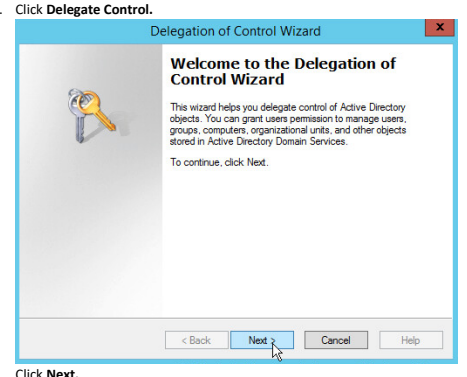 . Click Delegate Control.
Delegation of Control Wizard
x
Welcome to the Delegation of
Control Wizard
This wizard helps you delegate control of Active Directory
objects. You can grant users permission to manage users,
groups, computers, organizational units, and other objects
stored in Active Directory Domain Services.
To continue, click Next.
< Back Next > Cancel Help
Click Next.